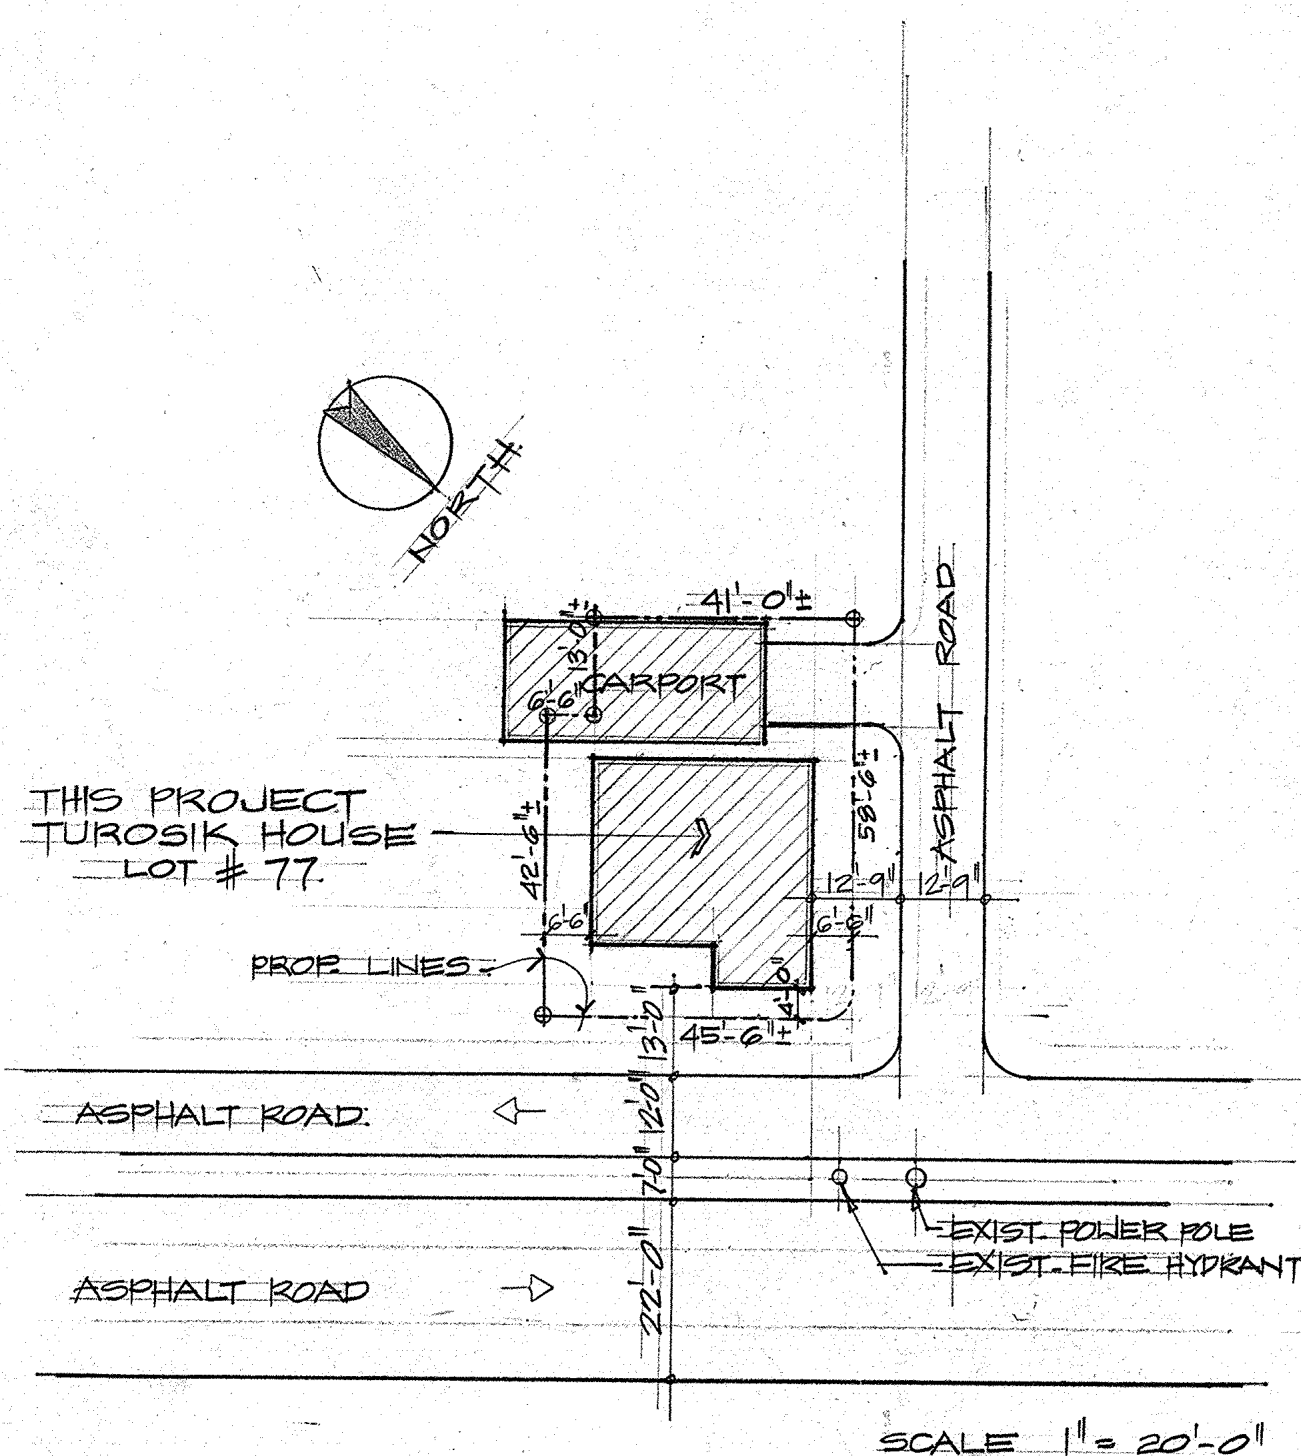 NORTH.
41'-0"±
13'-0"±
CARPORT
6'-6"
ASPHALT ROAD
THIS PROJECT
TUROSIK HOUSE
LOT # 77.
42'-6"±
58'-6"±
12'-9"
12'-9"
6'-6"
6'-6"
PROP. LINES
4'-0"
45'-6"±
13'-0"
12'-0"
7'-0"
22'-0"
ASPHALT ROAD.
EXIST. POWER POLE
EXIST. FIRE HYDRANT
ASPHALT ROAD
SCALE 1" = 20'-0"